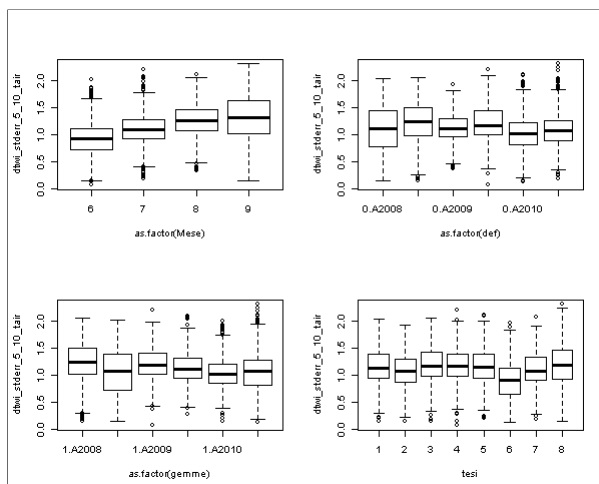 dtwi_stderr_5_10_tair
0.0 0.5 1.0 1.5 2.0
6 7 8 9
as.factor(Mese)
dtwi_stderr_5_10_tair
0.0 0.5 1.0 1.5 2.0
0.A2008 0.A2009 0.A2010
as.factor(def)
dtwi_stderr_5_10_tair
0.0 0.5 1.0 1.5 2.0
1.A2008 1.A2009 1.A2010
as.factor(gemme)
dtwi_stderr_5_10_tair
0.0 0.5 1.0 1.5 2.0
1 2 3 4 5 6 7 8
tesi